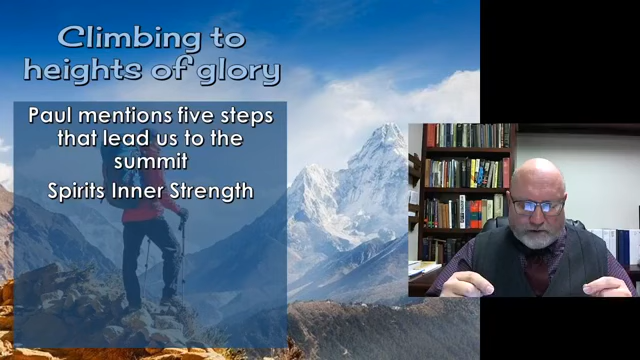 Climbing to
heights of glory
Paul mentions five steps
that lead us to the
summit
Spirits Inner Strength